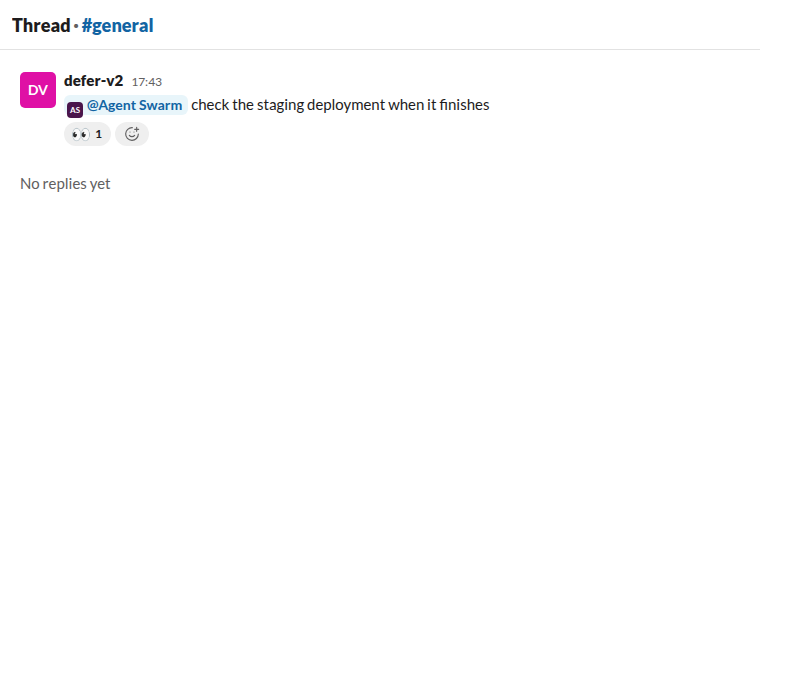 Thread • #general
DV
defer-v2 17:43
AS @Agent Swarm check the staging deployment when it finishes
👀 1
No replies yet